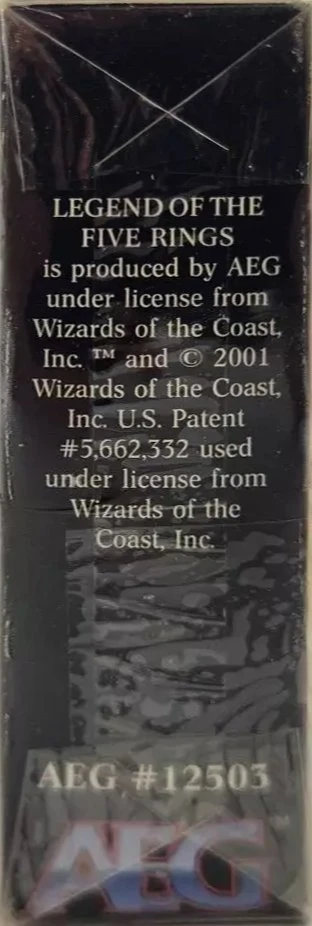 LEGEND OF THE
FIVE RINGS
is produced by AEG
under license from
Wizards of the Coast,
Inc. ™ and © 2001
Wizards of the Coast,
Inc. U.S. Patent
#5,662,332 used
under license from
Wizards of the
Coast, Inc.
AEG #12503
AEG